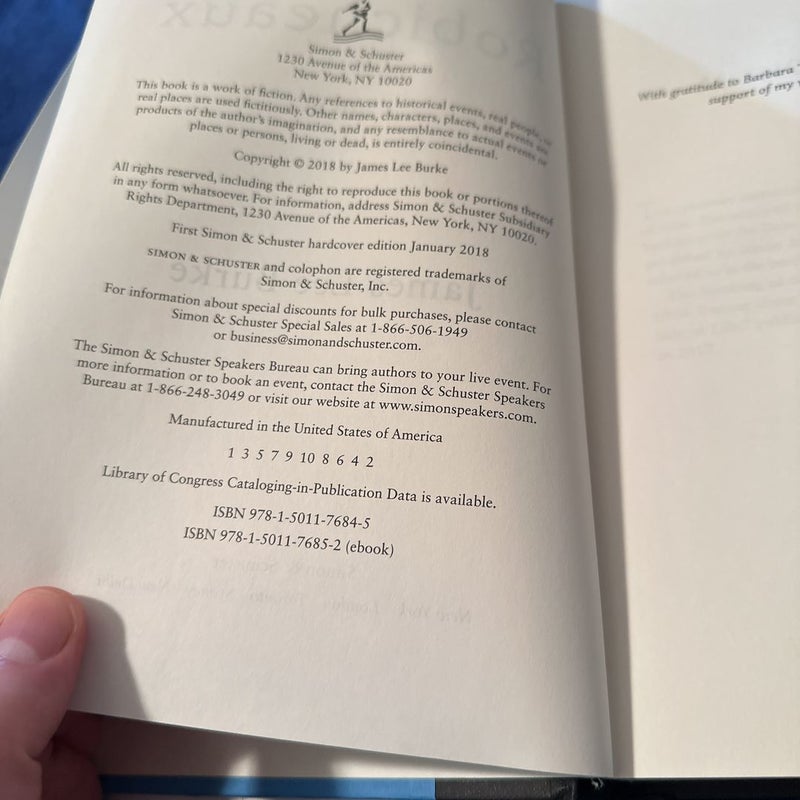 Simon & Schuster
1230 Avenue of the Americas
New York, NY 10020
This book is a work of fiction. Any references to historical events, real people, or
real places are used fictitiously. Other names, characters, places, and events are
products of the author's imagination, and any resemblance to actual events or
places or persons, living or dead, is entirely coincidental.
Copyright © 2018 by James Lee Burke
All rights reserved, including the right to reproduce this book or portions thereof
in any form whatsoever. For information, address Simon & Schuster Subsidiary
Rights Department, 1230 Avenue of the Americas, New York, NY 10020.
First Simon & Schuster hardcover edition January 2018
SIMON & SCHUSTER and colophon are registered trademarks of
Simon & Schuster, Inc.
For information about special discounts for bulk purchases, please contact
Simon & Schuster Special Sales at 1-866-506-1949
or business@simonandschuster.com.
The Simon & Schuster Speakers Bureau can bring authors to your live event. For
more information or to book an event, contact the Simon & Schuster Speakers
Bureau at 1-866-248-3049 or visit our website at www.simonspeakers.com.
Manufactured in the United States of America
1 3 5 7 9 10 8 6 4 2
Library of Congress Cataloging-in-Publication Data is available.
ISBN 978-1-5011-7684-5
ISBN 978-1-5011-7685-2 (ebook)
With gratitude to Barbara
support of my